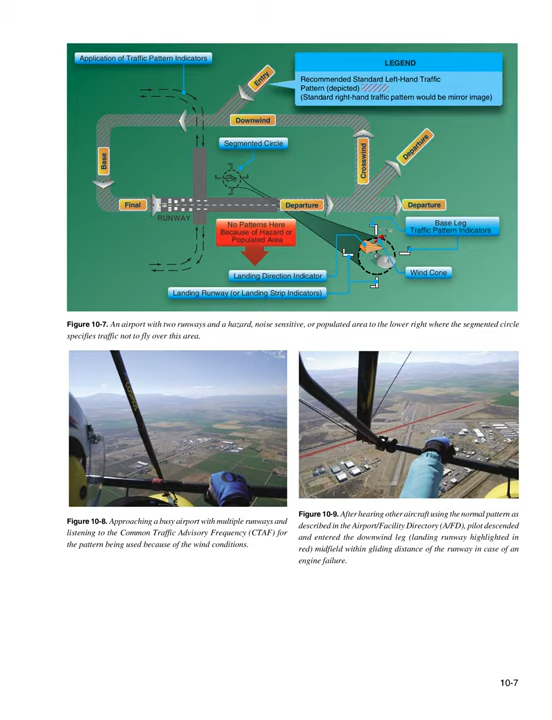 Application of Traffic Pattern Indicators
Entry
LEGEND
Recommended Standard Left-Hand Traffic
Pattern (depicted)
(Standard right-hand traffic pattern would be mirror image)
Downwind
Segmented Circle
Base
Crosswind
Departure
Final
RUNWAY
Departure
Departure
No Patterns Here
Because of Hazard or
Populated Area
Base Leg
Traffic Pattern Indicators
Landing Direction Indicator
Wind Cone
Landing Runway (or Landing Strip Indicators)
Figure 10-7. An airport with two runways and a hazard, noise sensitive, or populated area to the lower right where the segmented circle
specifies traffic not to fly over this area.
Figure 10-8. Approaching a busy airport with multiple runways and
listening to the Common Traffic Advisory Frequency (CTAF) for
the pattern being used because of the wind conditions.
Figure 10-9. After hearing other aircraft using the normal pattern as
described in the Airport/Facility Directory (A/FD), pilot descended
and entered the downwind leg (landing runway highlighted in
red) midfield within gliding distance of the runway in case of an
engine failure.
10-7